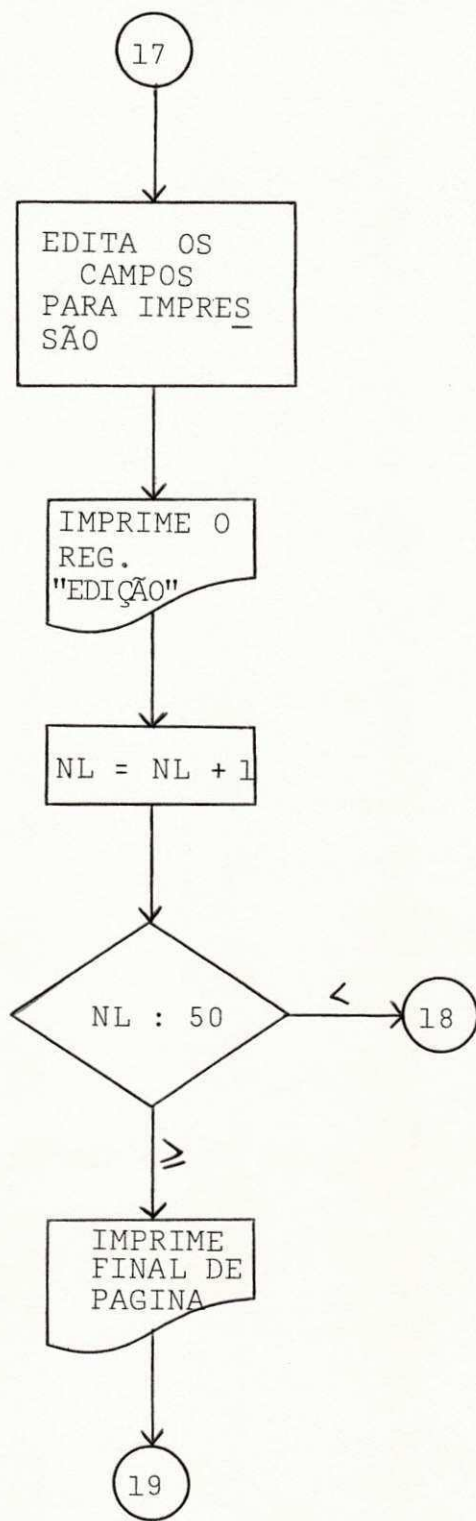 17
EDITA OS
CAMPOS
PARA IMPRES
SÃO
IMPRIME O
REG.
"EDIÇÃO"
NL = NL + 1
NL : 50
<
18
≥
IMPRIME
FINAL DE
PAGINA
19